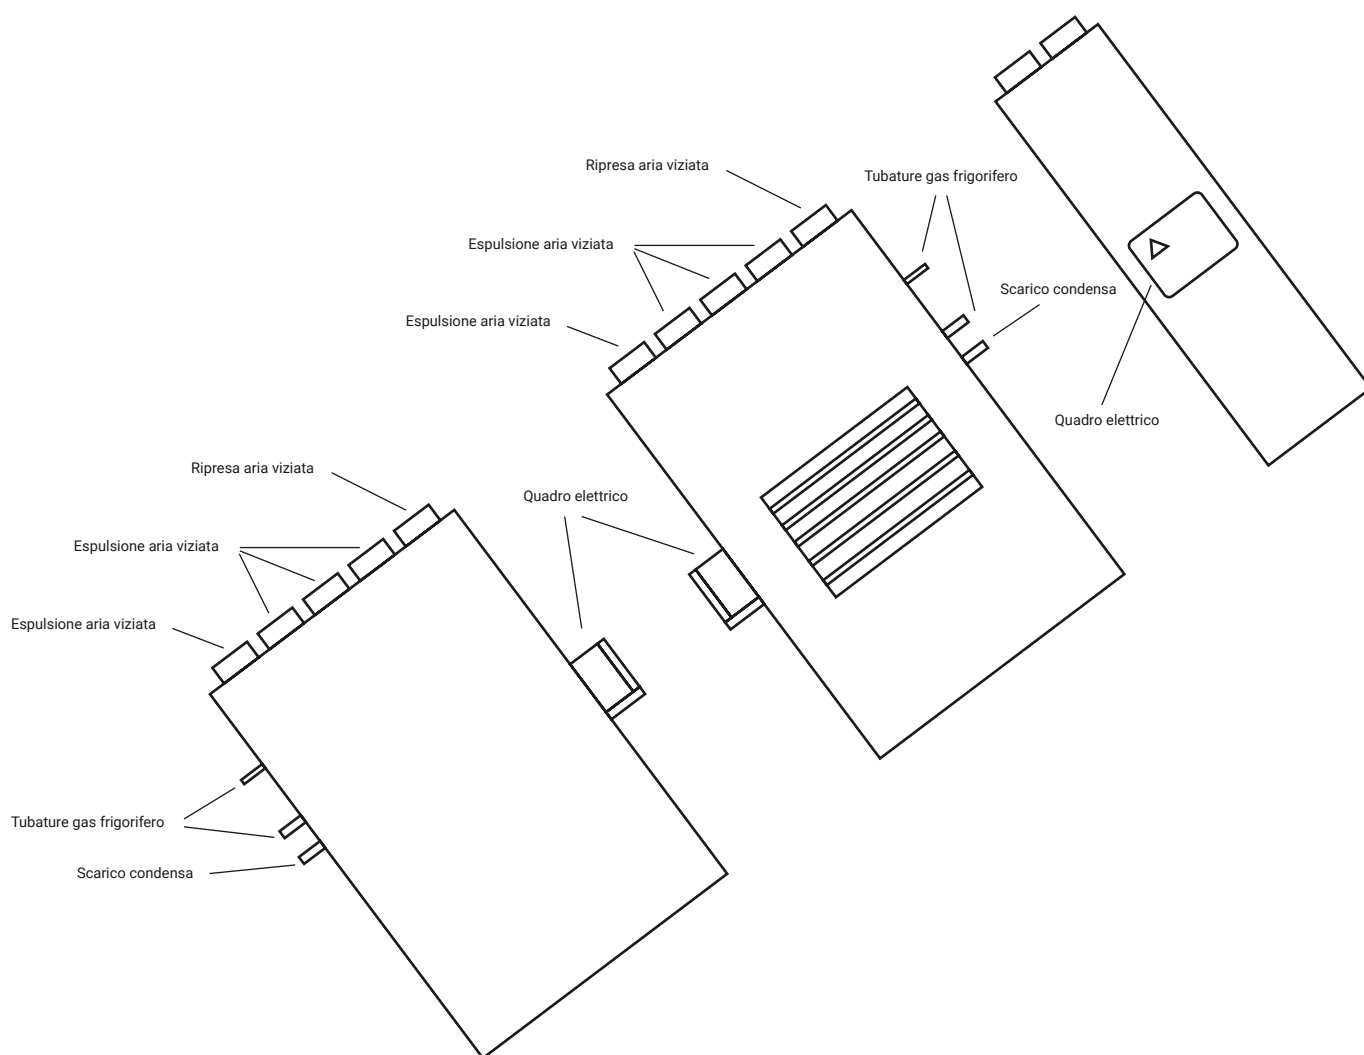 Ripresa aria viziata
Tubature gas frigorifero
Espulsione aria viziata
Scarico condensa
Espulsione aria viziata
Quadro elettrico
Ripresa aria viziata
Quadro elettrico
Espulsione aria viziata
Espulsione aria viziata
Tubature gas frigorifero
Scarico condensa